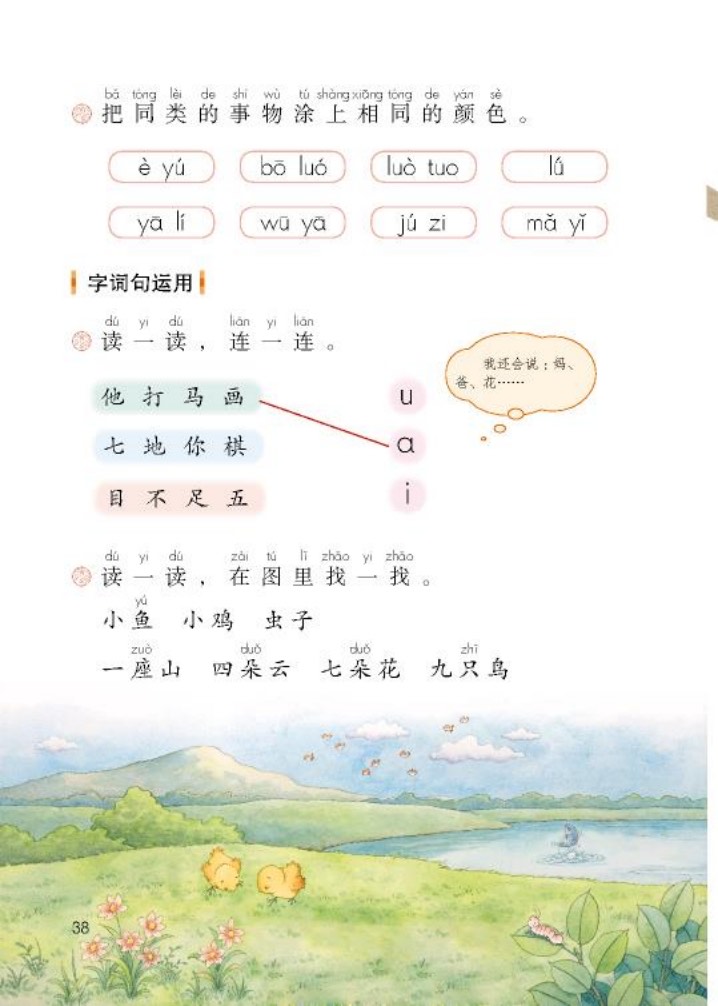 bǎ tóng lèi de shì wù tú shàng xiāng tóng de yán sè
把同类的事物涂上相同的颜色。
è yú bō luó luò tuo lǘ
yā lí wū yā jú zi mǎ yǐ
字词句运用
dú yi dú lián yi lián
读一读，连一连。
我还会说：妈、
爸、花……
他 打 马 画 u
七 地 你 棋 a
目 不 足 五 i
dú yi dú zài tú lǐ zhǎo yi zhǎo
读一读，在图里找一找。
yú
小鱼 小鸡 虫子
zuò duǒ duǒ zhī
一座山 四朵云 七朵花 九只鸟
38